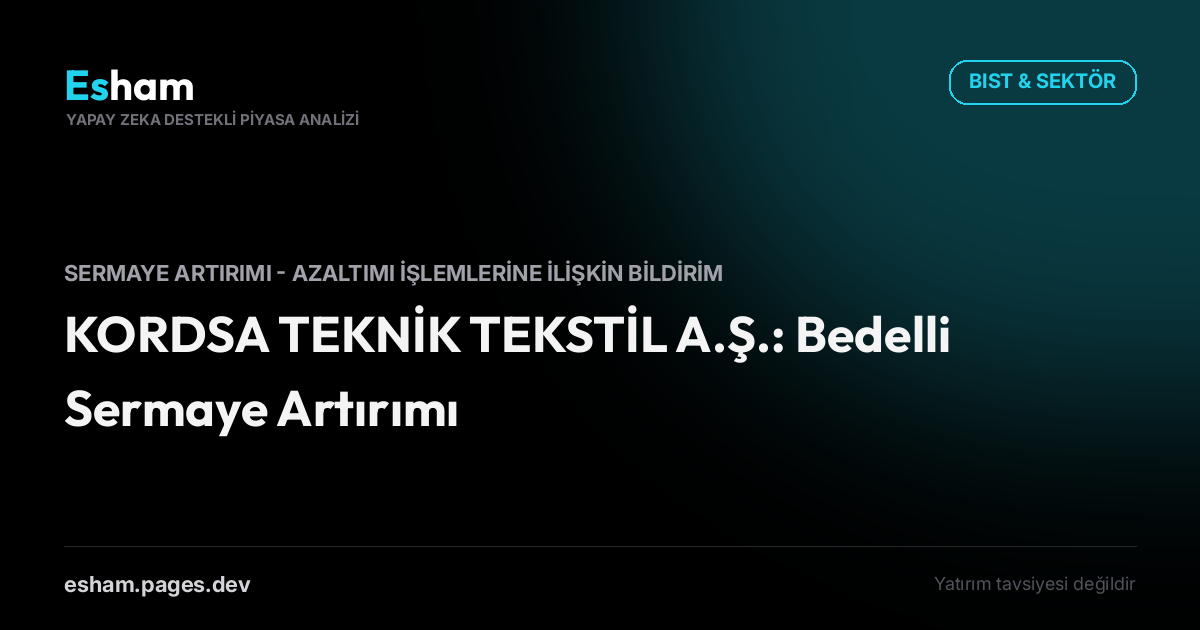 Esham
BIST & SEKTÖR
YAPAY ZEKA DESTEKLİ PİYASA ANALİZİ
SERMAYE ARTIRIMI - AZALTIMI İŞLEMLERİNE İLİŞKİN BİLDİRİM
KORDSA TEKNİK TEKSTİL A.Ş.: Bedelli
Sermaye Artırımı
esham.pages.dev
Yatırım tavsiyesi değildir